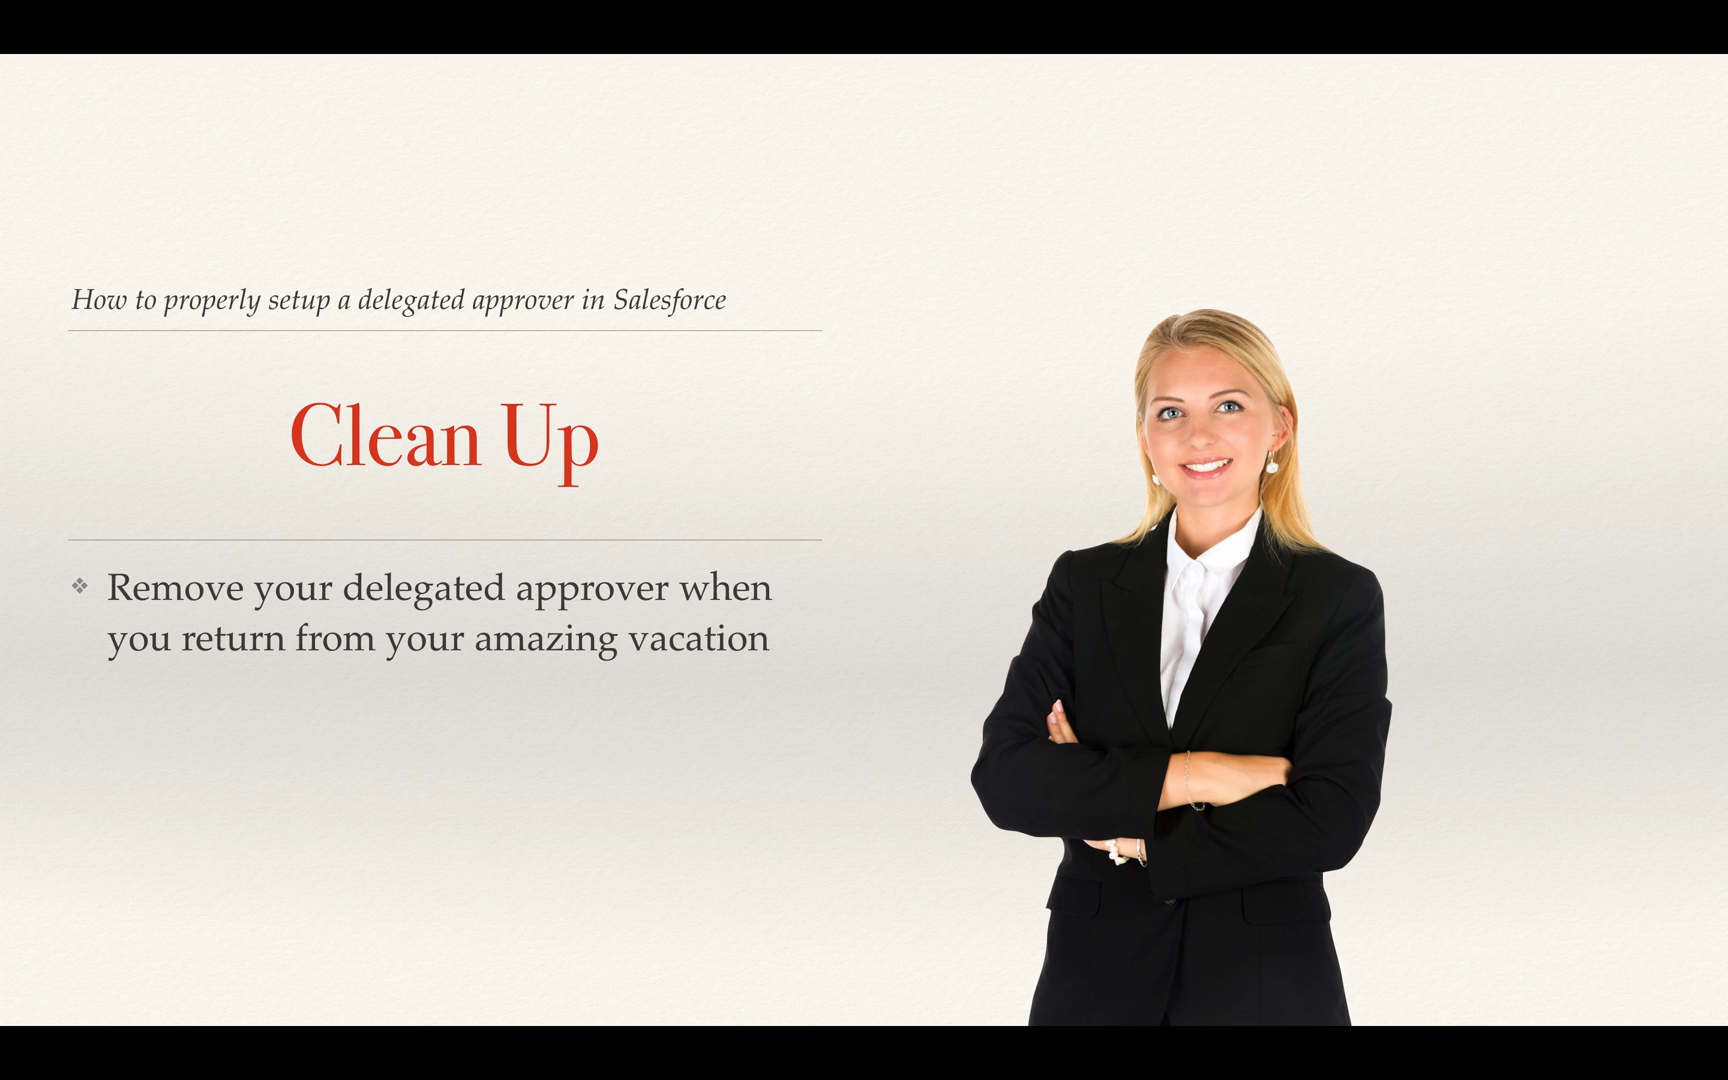 How to properly setup a delegated approver in Salesforce
Clean Up
Remove your delegated approver when
you return from your amazing vacation